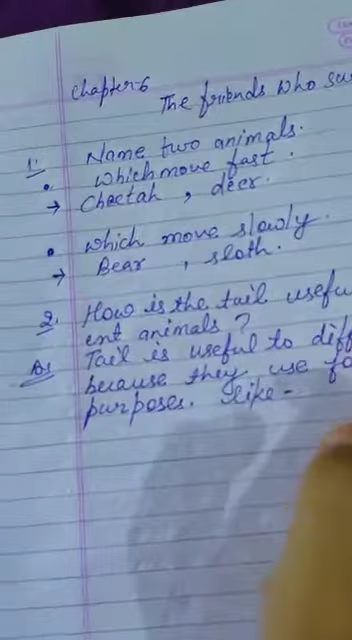 Chapter-6
The friends who
1. Name two animals.
• which move fast.
→ Cheetah, deer.
• which move slowly.
→ Bear, sloth.
2. How is the tail
ent animals?
Ans Tail is useful to
because they use
purposes. like -